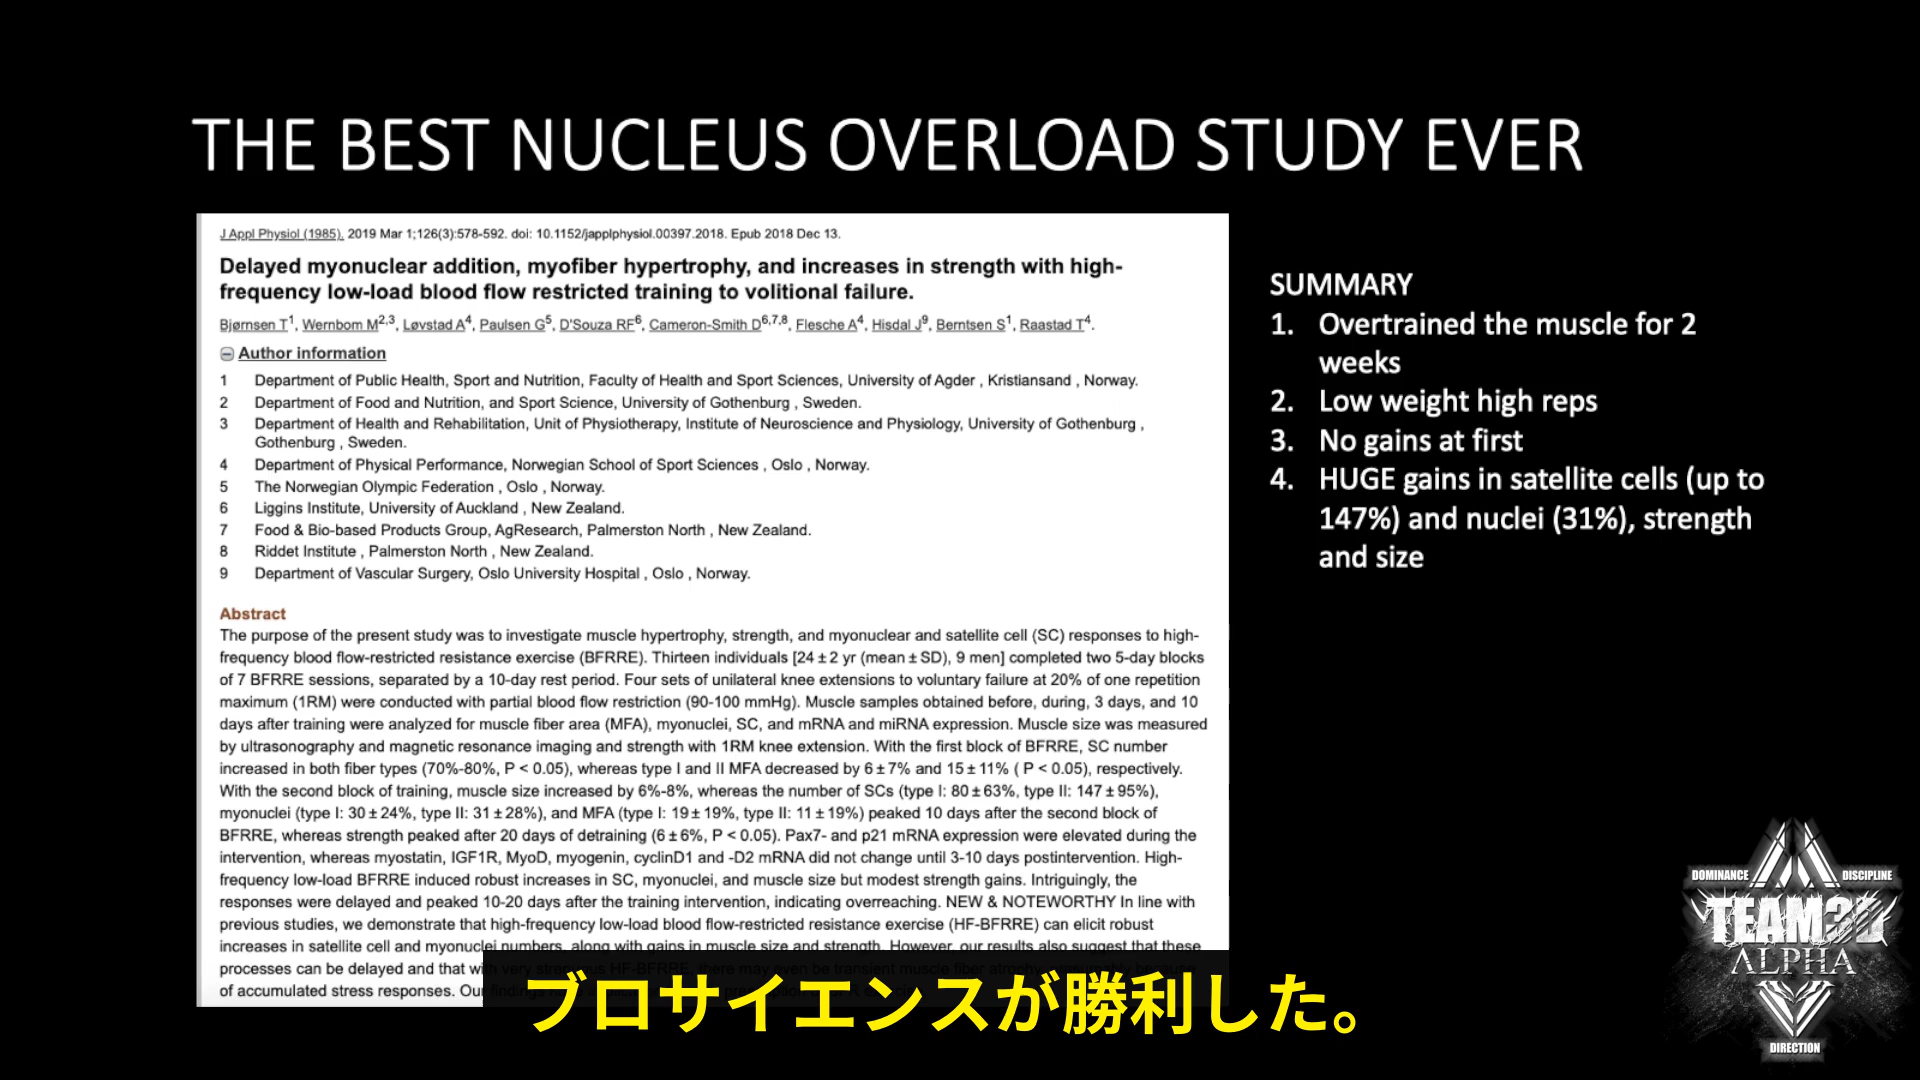 THE BEST NUCLEUS OVERLOAD STUDY EVER
J Appl Physiol (1985). 2019 Mar 1;126(3):578-592. doi: 10.1152/japplphysiol.00397.2018. Epub 2018 Dec 13.
Delayed myonuclear addition, myofiber hypertrophy, and increases in strength with high-
frequency low-load blood flow restricted training to volitional failure.
Bjørnsen T1, Wernbom M2,3, Løvstad A4, Paulsen G5, D'Souza RF6, Cameron-Smith D6,7,8, Flesche A4, Hisdal J9, Berntsen S1, Raastad T4.
Author information
1 Department of Public Health, Sport and Nutrition, Faculty of Health and Sport Sciences, University of Agder , Kristiansand , Norway.
2 Department of Food and Nutrition, and Sport Science, University of Gothenburg , Sweden.
3 Department of Health and Rehabilitation, Unit of Physiotherapy, Institute of Neuroscience and Physiology, University of Gothenburg ,
Gothenburg , Sweden.
4 Department of Physical Performance, Norwegian School of Sport Sciences , Oslo , Norway.
5 The Norwegian Olympic Federation , Oslo , Norway.
6 Liggins Institute, University of Auckland , New Zealand.
7 Food & Bio-based Products Group, AgResearch, Palmerston North , New Zealand.
8 Riddet Institute , Palmerston North , New Zealand.
9 Department of Vascular Surgery, Oslo University Hospital , Oslo , Norway.
Abstract
The purpose of the present study was to investigate muscle hypertrophy, strength, and myonuclear and satellite cell (SC) responses to high-
frequency blood flow-restricted resistance exercise (BFRRE). Thirteen individuals [24 ± 2 yr (mean ± SD), 9 men] completed two 5-day blocks
of 7 BFRRE sessions, separated by a 10-day rest period. Four sets of unilateral knee extensions to voluntary failure at 20% of one repetition
maximum (1RM) were conducted with partial blood flow restriction (90-100 mmHg). Muscle samples obtained before, during, 3 days, and 10
days after training were analyzed for muscle fiber area (MFA), myonuclei, SC, and mRNA and miRNA expression. Muscle size was measured
by ultrasonography and magnetic resonance imaging and strength with 1RM knee extension. With the first block of BFRRE, SC number
increased in both fiber types (70%-80%, P < 0.05), whereas type I and II MFA decreased by 6 ± 7% and 15 ± 11% ( P < 0.05), respectively.
With the second block of training, muscle size increased by 6%-8%, whereas the number of SCs (type I: 80 ± 63%, type II: 147 ± 95%),
myonuclei (type I: 30 ± 24%, type II: 31 ± 28%), and MFA (type I: 19 ± 19%, type II: 11 ± 19%) peaked 10 days after the second block of
BFRRE, whereas strength peaked after 20 days of detraining (6 ± 6%, P < 0.05). Pax7- and p21 mRNA expression were elevated during the
intervention, whereas myostatin, IGF1R, MyoD, myogenin, cyclinD1 and -D2 mRNA did not change until 3-10 days postintervention. High-
frequency low-load BFRRE induced robust increases in SC, myonuclei, and muscle size but modest strength gains. Intriguingly, the
responses were delayed and peaked 10-20 days after the training intervention, indicating overreaching. NEW & NOTEWORTHY In line with
previous studies, we demonstrate that high-frequency low-load blood flow-restricted resistance exercise (HF-BFRRE) can elicit robust
increases in satellite cell and myonuclei numbers, along with gains in muscle size and strength. However, our results also suggest that these
processes can be delayed and that with very strenuous HF-BFRRE, there may even be transient muscle fiber atrophy,
of accumulated stress responses. Our findings
SUMMARY
1. Overtrained the muscle for 2
weeks
2. Low weight high reps
3. No gains at first
4. HUGE gains in satellite cells (up to
147%) and nuclei (31%), strength
and size
ブロサイエンスが勝利した。
DOMINANCE DISCIPLINE
TEAM3D
ALPHA
DIRECTION